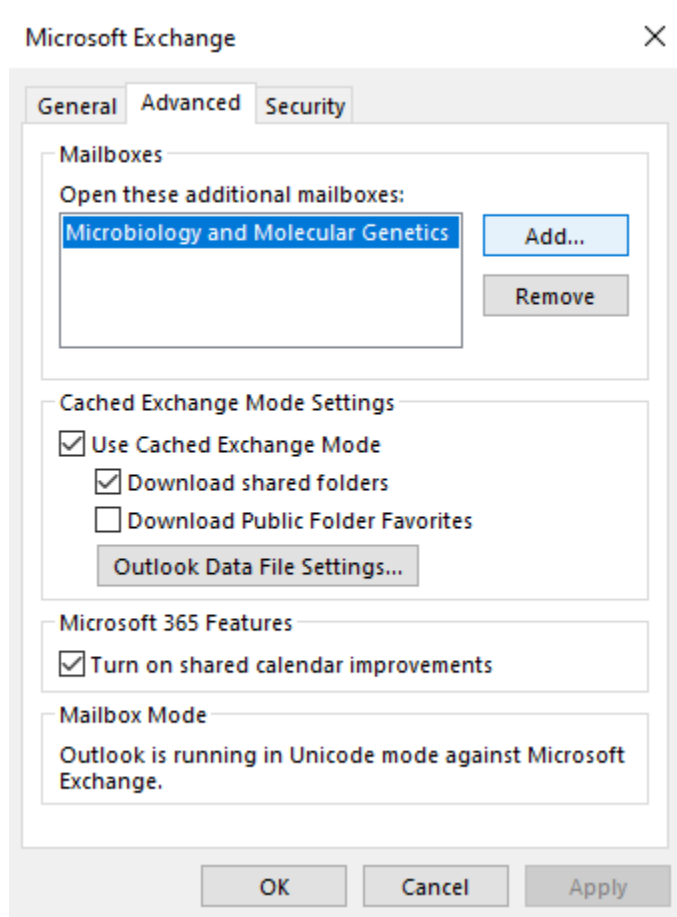 Microsoft Exchange
General Advanced Security
Mailboxes
Open these additional mailboxes:
Microbiology and Molecular Genetics
Add...
Remove
Cached Exchange Mode Settings
Use Cached Exchange Mode
Download shared folders
Download Public Folder Favorites
Outlook Data File Settings...
Microsoft 365 Features
Turn on shared calendar improvements
Mailbox Mode
Outlook is running in Unicode mode against Microsoft
Exchange.
OK Cancel Apply